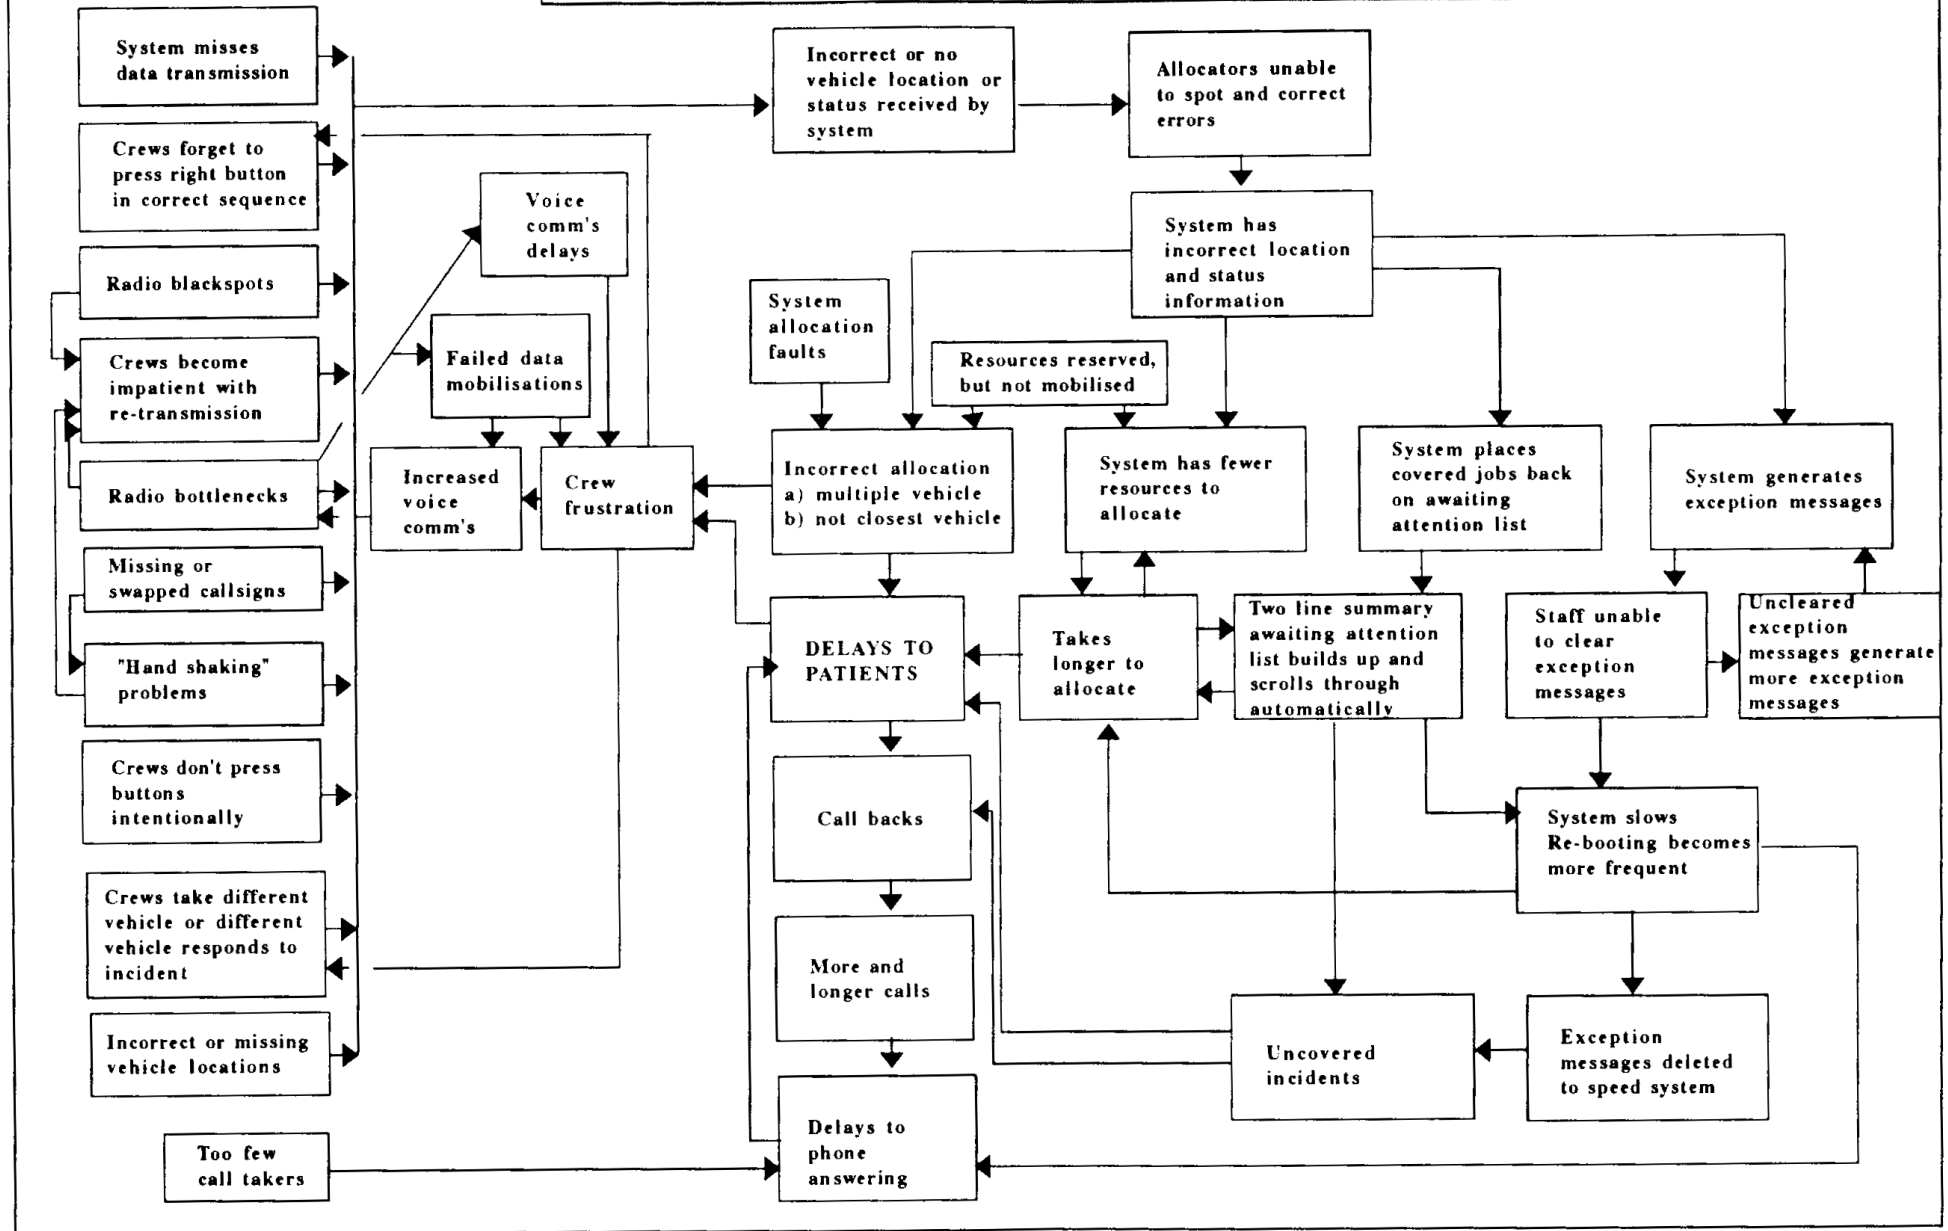 System misses
data transmission
Crews forget to
press right button
in correct sequence
Radio blackspots
Crews become
impatient with
re-transmission
Radio bottlenecks
Missing or
swapped callsigns
"Hand shaking"
problems
Crews don't press
buttons
intentionally
Crews take different
vehicle or different
vehicle responds to
incident
Incorrect or missing
vehicle locations
Too few
call takers
Voice
comm's
delays
Failed data
mobilisations
Increased
voice
comm's
Crew
frustration
Incorrect or no
vehicle location or
status received by
system
Allocators unable
to spot and correct
errors
System has
incorrect location
and status
information
System
allocation
faults
Resources reserved,
but not mobilised
Incorrect allocation
a) multiple vehicle
b) not closest vehicle
System has fewer
resources to
allocate
System places
covered jobs back
on awaiting
attention list
System generates
exception messages
DELAYS TO
PATIENTS
Takes
longer to
allocate
Two line summary
awaiting attention
list builds up and
scrolls through
automatically
Staff unable
to clear
exception
messages
Uncleared
exception
messages generate
more exception
messages
Call backs
System slows
Re-booting becomes
more frequent
More and
longer calls
Uncovered
incidents
Exception
messages deleted
to speed system
Delays to
phone
answering